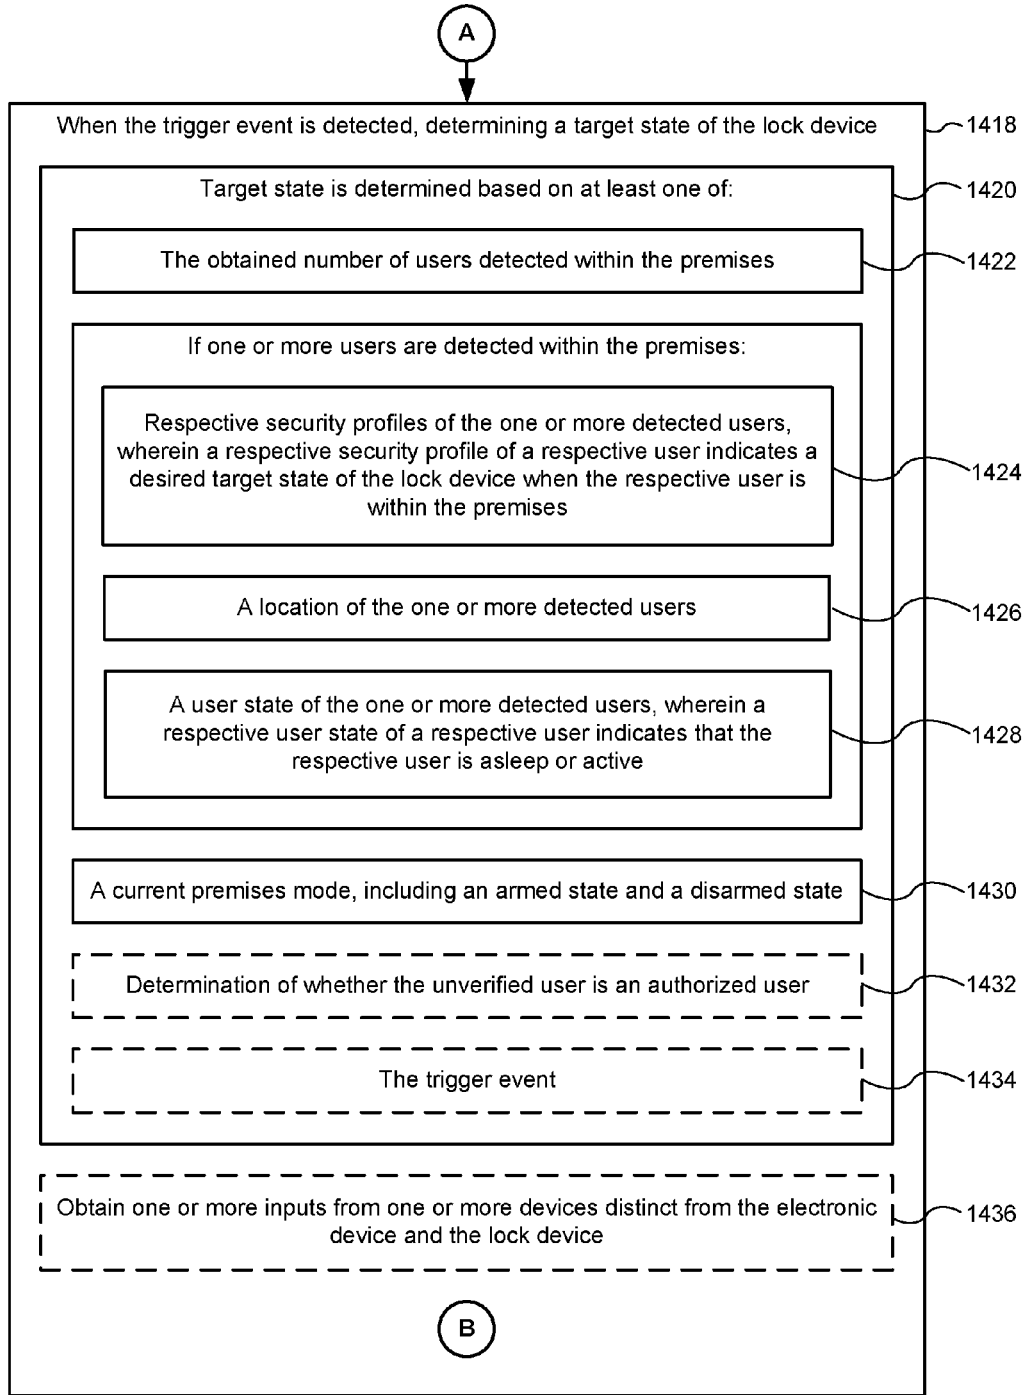 A
When the trigger event is detected, determining a target state of the lock device
1418
Target state is determined based on at least one of:
1420
The obtained number of users detected within the premises
1422
If one or more users are detected within the premises:
Respective security profiles of the one or more detected users,
wherein a respective security profile of a respective user indicates a
desired target state of the lock device when the respective user is
within the premises
1424
A location of the one or more detected users
1426
A user state of the one or more detected users, wherein a
respective user state of a respective user indicates that the
respective user is asleep or active
1428
A current premises mode, including an armed state and a disarmed state
1430
Determination of whether the unverified user is an authorized user
1432
The trigger event
1434
Obtain one or more inputs from one or more devices distinct from the electronic
device and the lock device
1436
B